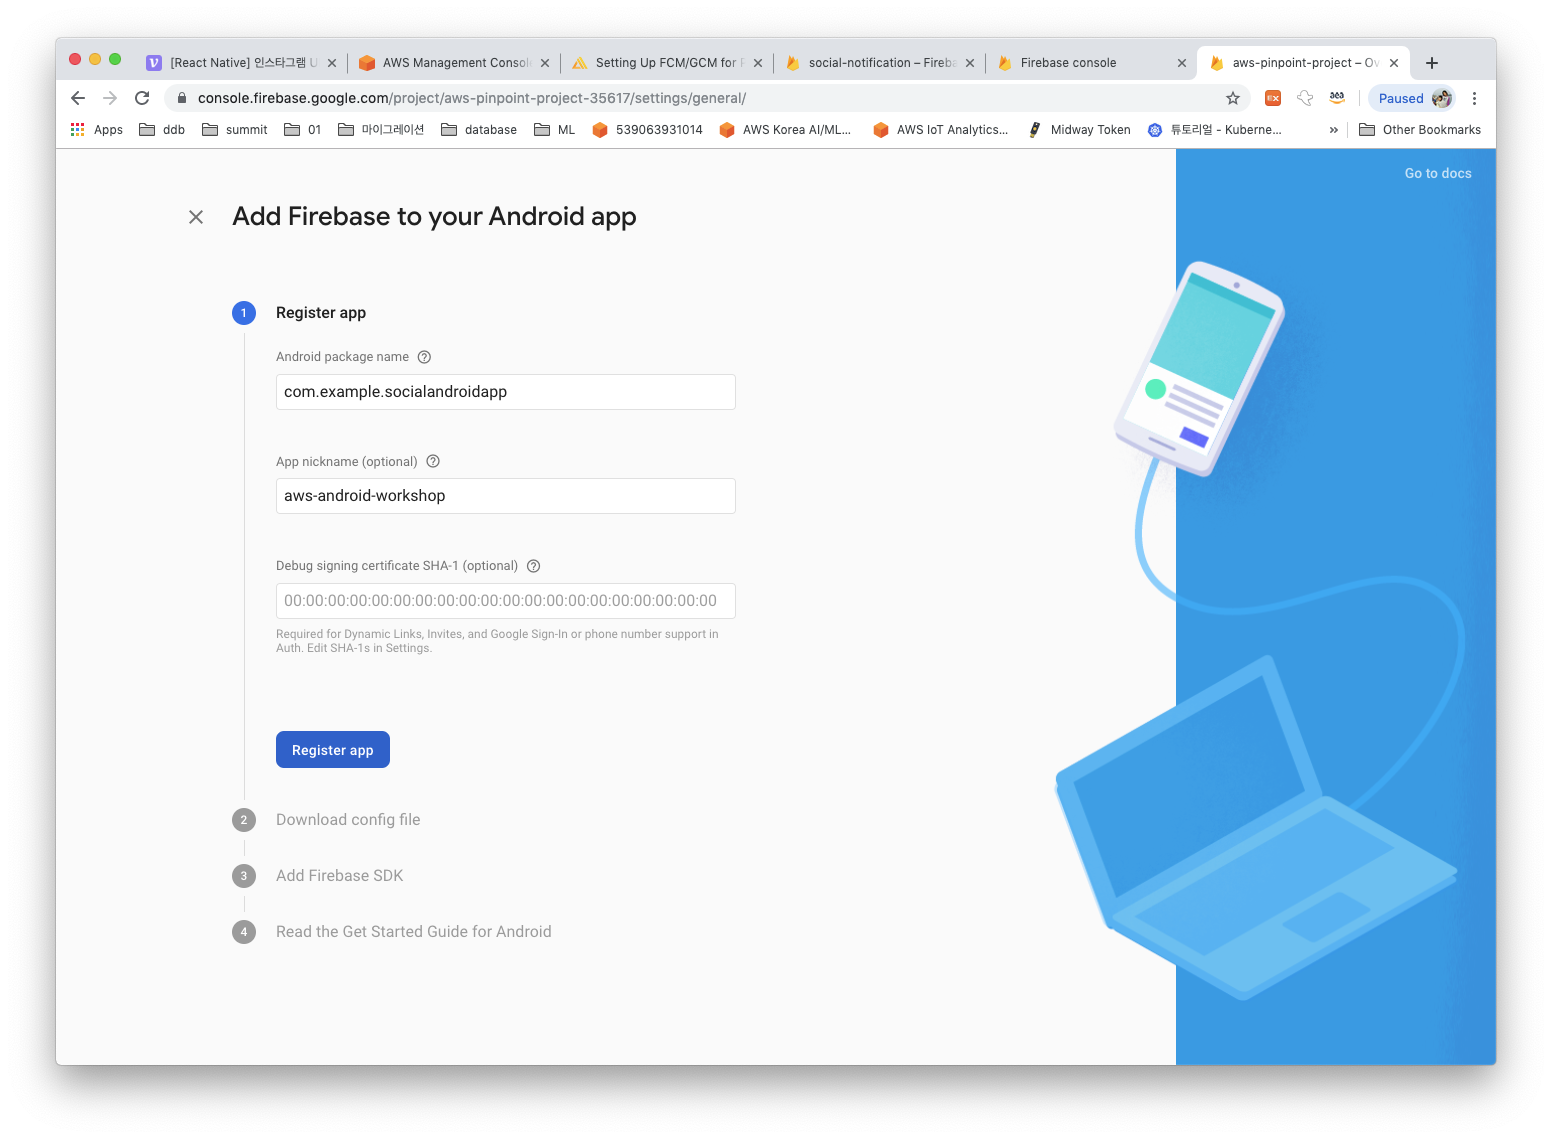 [React Native] 인스타그램 U
AWS Management Console
Setting Up FCM/GCM for
social-notification – Fireba
Firebase console
aws-pinpoint-project – Ov
console.firebase.google.com/project/aws-pinpoint-project-35617/settings/general/
EX
Paused
Apps
ddb
summit
01
마이그레이션
database
ML
539063931014
AWS Korea AI/ML...
AWS IoT Analytics...
Midway Token
튜토리얼 - Kuberne...
»
Other Bookmarks
Go to docs
Add Firebase to your Android app
1
Register app
Android package name
com.example.socialandroidapp
App nickname (optional)
aws-android-workshop
Debug signing certificate SHA-1 (optional)
00:00:00:00:00:00:00:00:00:00:00:00:00:00:00:00:00:00:00:00
Required for Dynamic Links, Invites, and Google Sign-In or phone number support in
Auth. Edit SHA-1s in Settings.
Register app
2
Download config file
3
Add Firebase SDK
4
Read the Get Started Guide for Android